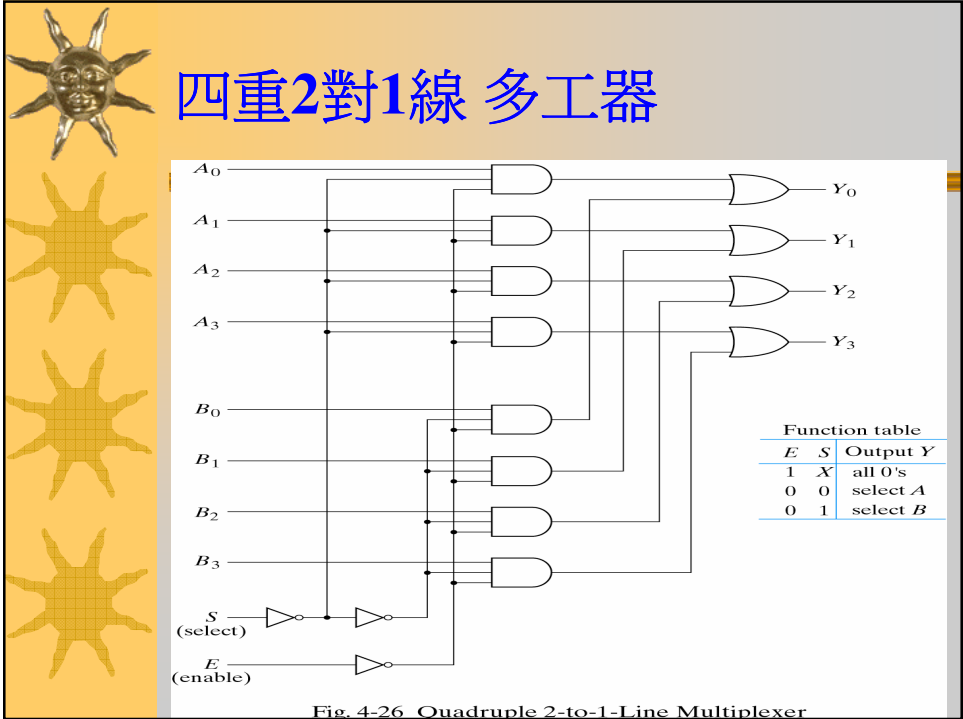 四重2對1線 多工器
A0
Y0
A1
Y1
A2
Y2
A3
Y3
B0
B1
B2
B3
S
(select)
E
(enable)
Function table
E S Output Y
1 X all 0's
0 0 select A
0 1 select B
Fig. 4-26 Quadruple 2-to-1-Line Multiplexer